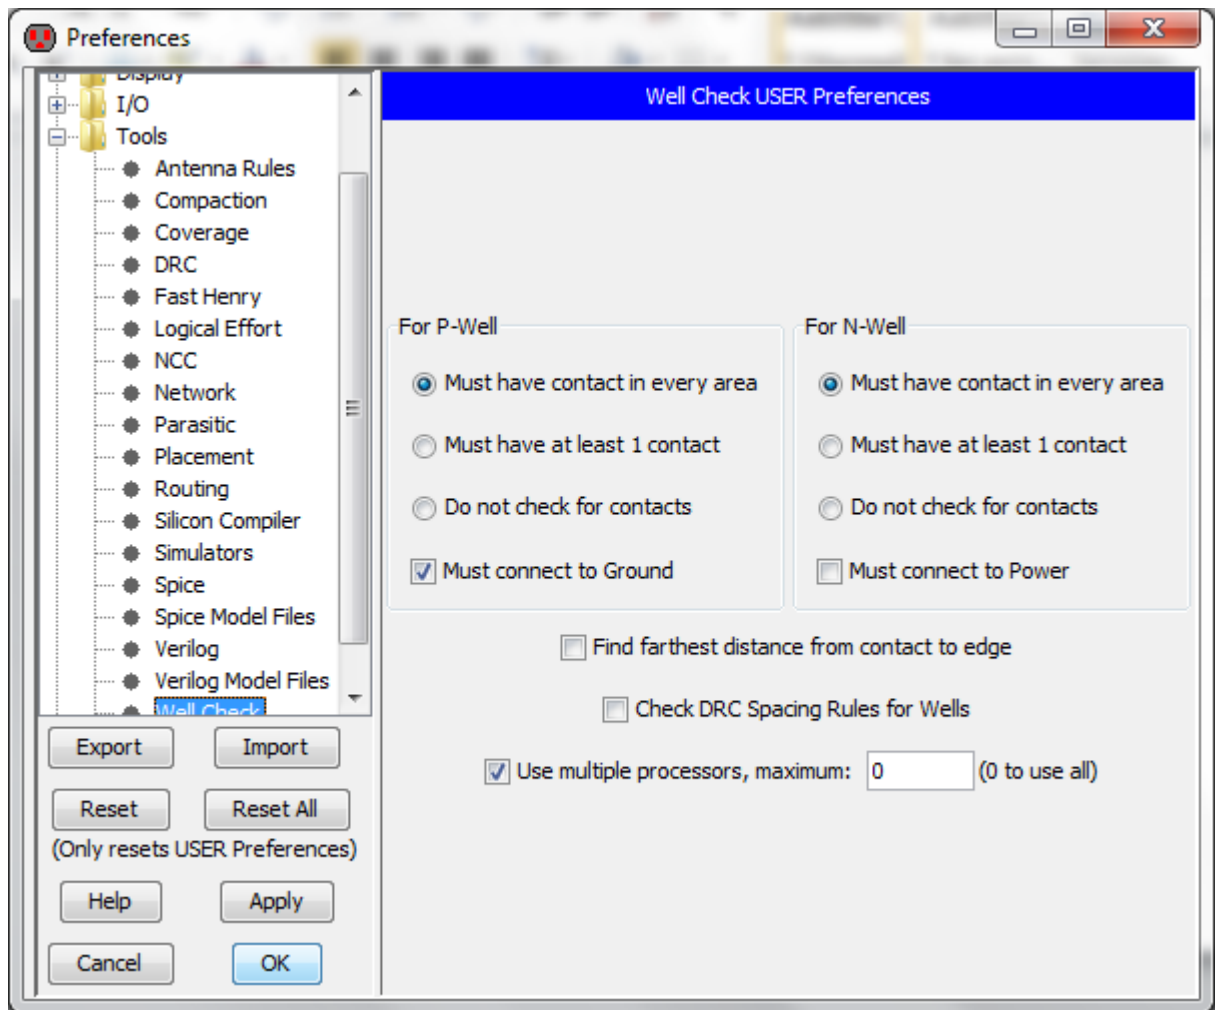 Preferences
Display
I/O
Tools
Antenna Rules
Compaction
Coverage
DRC
Fast Henry
Logical Effort
NCC
Network
Parasitic
Placement
Routing
Silicon Compiler
Simulators
Spice
Spice Model Files
Verilog
Verilog Model Files
Well Check
Export Import
Reset Reset All
(Only resets USER Preferences)
Help Apply
Cancel OK
Well Check USER Preferences
For P-Well
Must have contact in every area
Must have at least 1 contact
Do not check for contacts
Must connect to Ground
For N-Well
Must have contact in every area
Must have at least 1 contact
Do not check for contacts
Must connect to Power
Find farthest distance from contact to edge
Check DRC Spacing Rules for Wells
Use multiple processors, maximum: 0 (0 to use all)